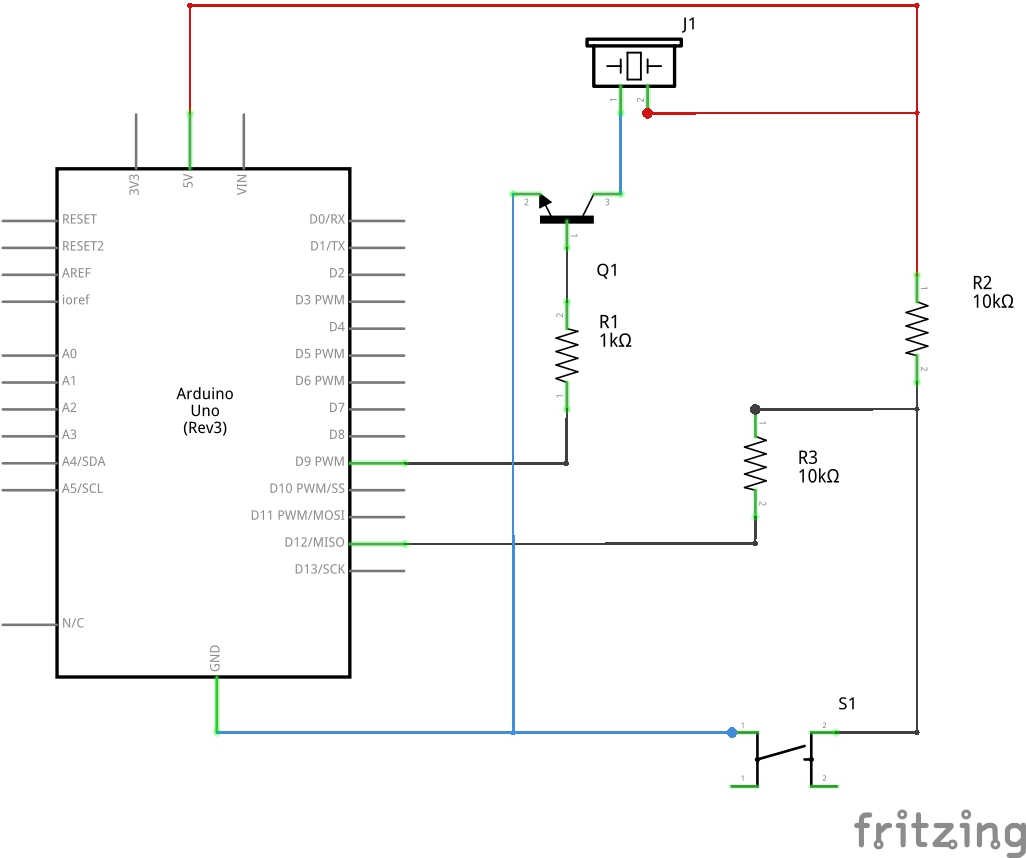 J1
1
2
3V3
5V
VIN
2
3
1
RESET
D0/RX
RESET2
D1/TX
AREF
D2
ioref
D3 PWM
D4
A0
D5 PWM
A1
D6 PWM
A2
D7
A3
D8
A4/SDA
D9 PWM
A5/SCL
D10 PWM/SS
D11 PWM/MOSI
D12/MISO
D13/SCK
N/C
GND
Arduino
Uno
(Rev3)
Q1
2
R1
1kΩ
1
1
R2
10kΩ
2
1
R3
10kΩ
2
S1
1
2
1
2
fritzing